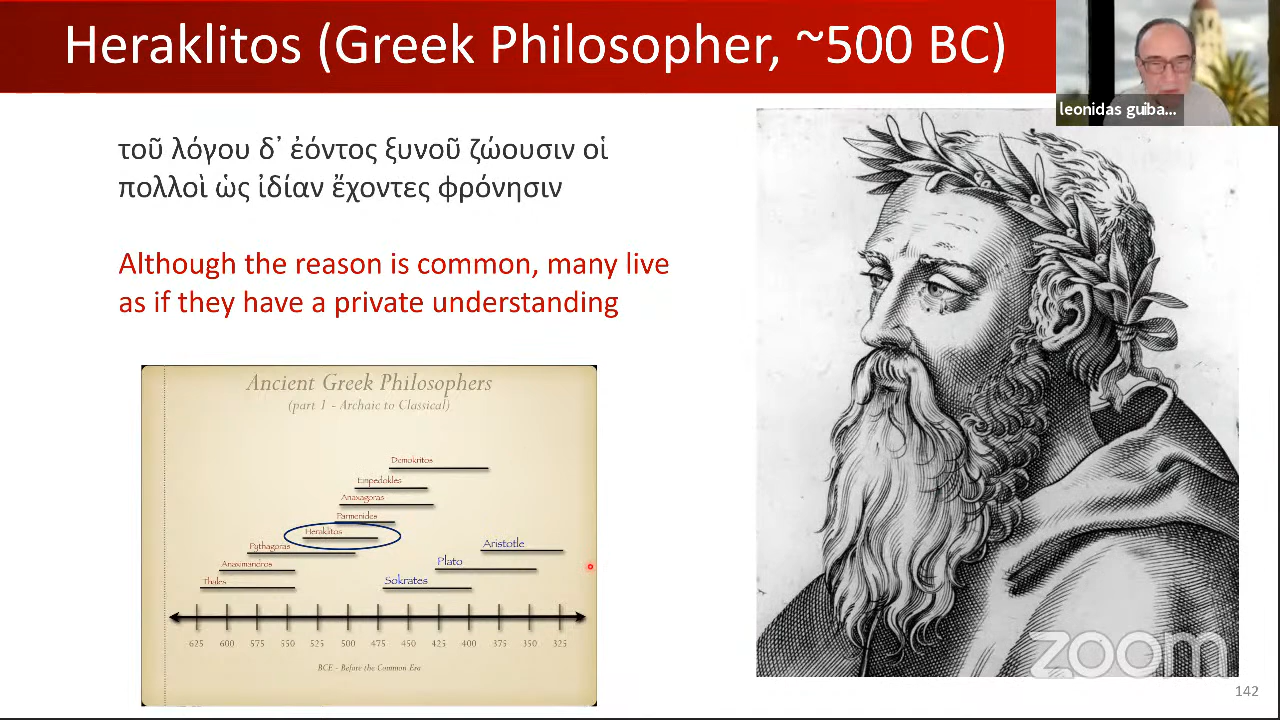 Heraklitos (Greek Philosopher, ~500 BC)
leonidas guiba...
τοῦ λόγου δ᾽ ἐόντος ξυνοῦ ζώουσιν οἱ
πολλοὶ ὡς ἰδίαν ἔχοντες φρόνησιν
Although the reason is common, many live
as if they have a private understanding
Ancient Greek Philosophers
(part 1 - Archaic to Classical)
Demokritos
Empedokles
Anaxagoras
Parmenides
Heraklitos
Pythagoras
Aristotle
Anaximandros
Plato
Thales
Sokrates
625 600 575 550 525 500 475 450 425 400 375 350 325
BCE - Before the Common Era
zoom
142